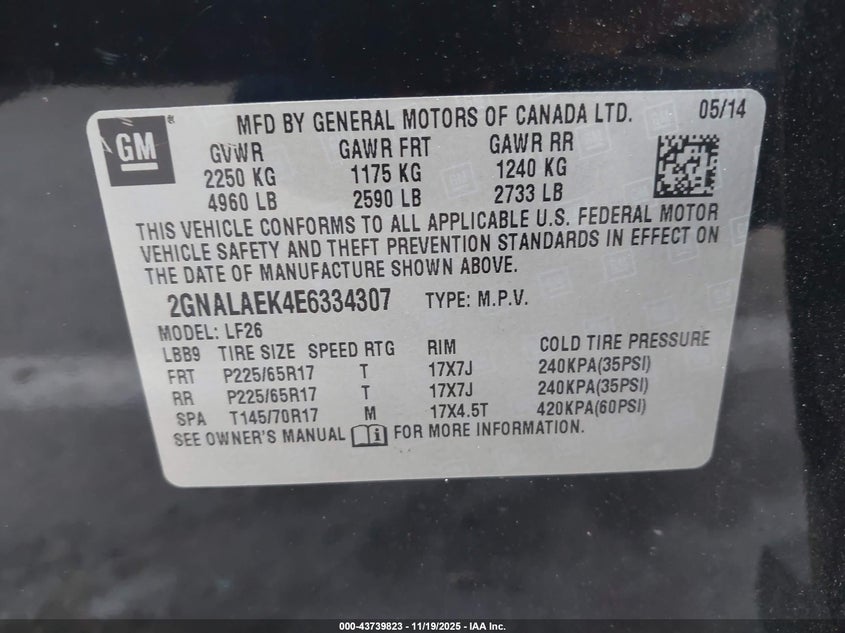 GM
MFD BY GENERAL MOTORS OF CANADA LTD. 05/14
GVWR GAWR FRT GAWR RR
2250 KG 1175 KG 1240 KG
4960 LB 2590 LB 2733 LB
THIS VEHICLE CONFORMS TO ALL APPLICABLE U.S. FEDERAL MOTOR
VEHICLE SAFETY AND THEFT PREVENTION STANDARDS IN EFFECT ON
THE DATE OF MANUFACTURE SHOWN ABOVE.
2GNALAEK4E6334307 TYPE: M.P.V.
MODEL: LF26
LBB9 TIRE SIZE SPEED RTG RIM COLD TIRE PRESSURE
FRT P225/65R17 T 17X7J 240KPA(35PSI)
RR P225/65R17 T 17X7J 240KPA(35PSI)
SPA T145/70R17 M 17X4.5T 420KPA(60PSI)
SEE OWNER'S MANUAL FOR MORE INFORMATION.
000-43739823 - 11/19/2025 - IAA Inc.